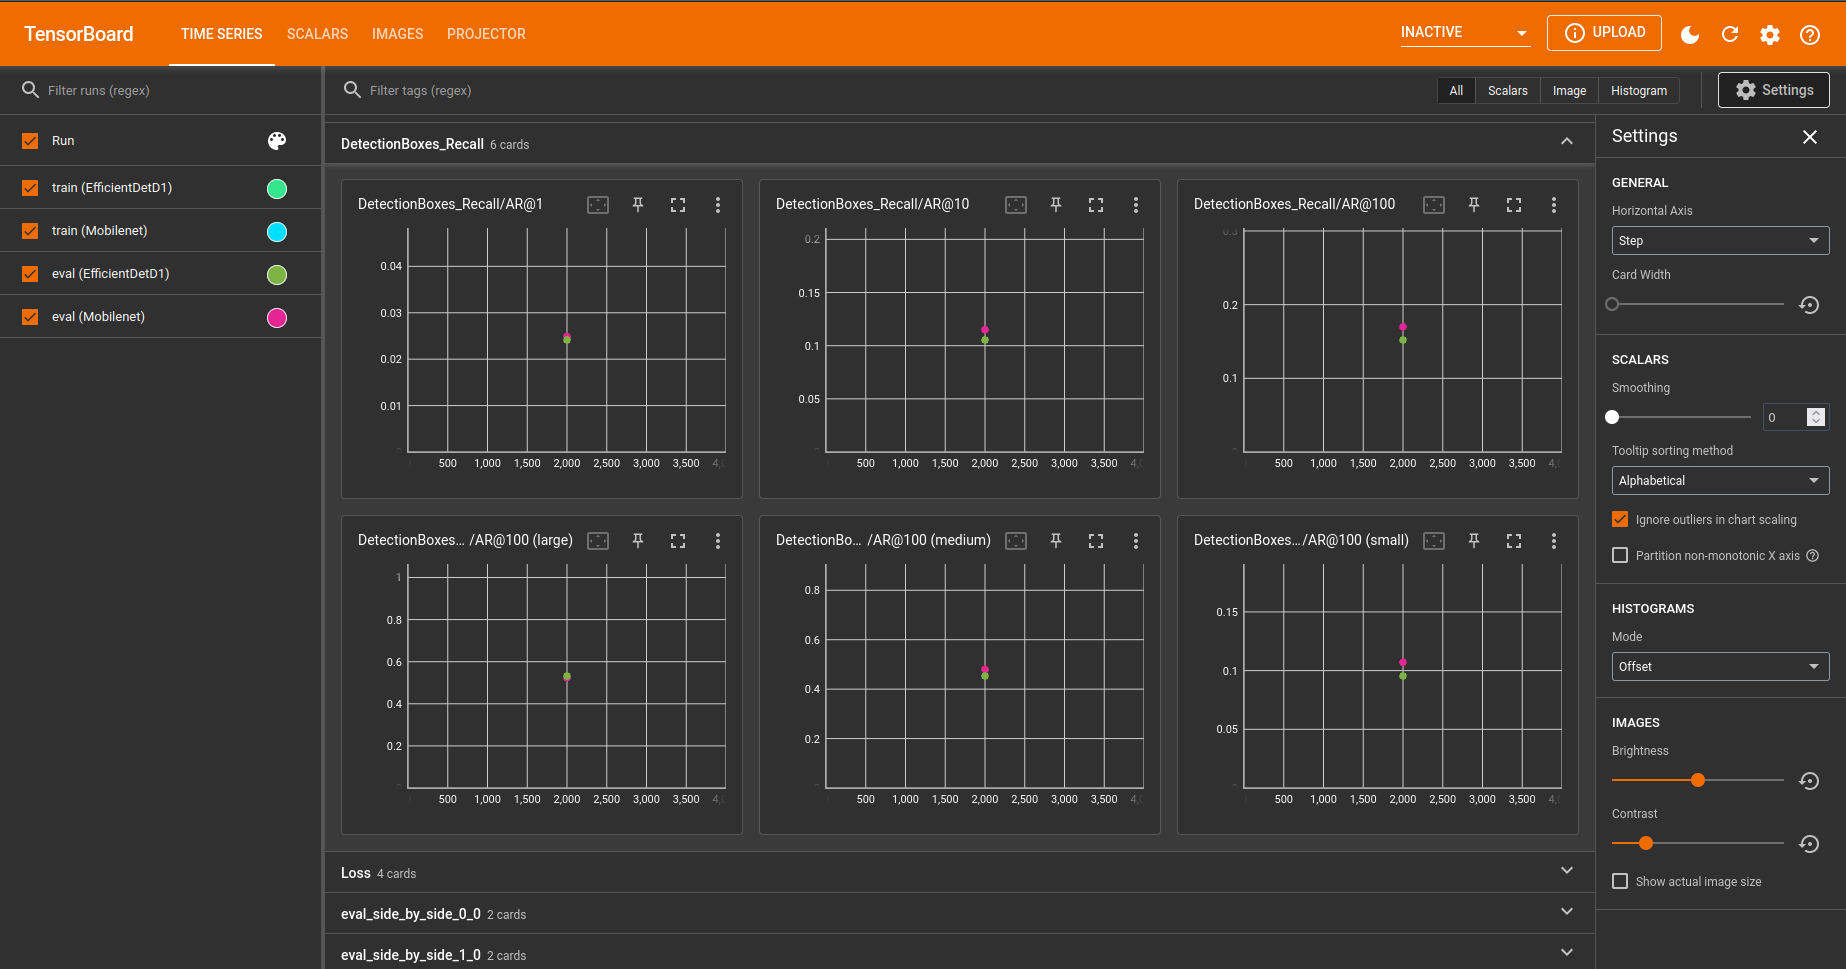 TensorBoard
TIME SERIES
SCALARS
IMAGES
PROJECTOR
INACTIVE
UPLOAD
Filter runs (regex)
Filter tags (regex)
All
Scalars
Image
Histogram
Settings
Run
train (EfficientDetD1)
train (Mobilenet)
eval (EfficientDetD1)
eval (Mobilenet)
DetectionBoxes_Recall 6 cards
DetectionBoxes_Recall/AR@1
0.04
0.03
0.02
0.01
500 1,000 1,500 2,000 2,500 3,000 3,500
DetectionBoxes_Recall/AR@10
0.2
0.15
0.1
0.05
500 1,000 1,500 2,000 2,500 3,000 3,500
DetectionBoxes_Recall/AR@100
0.3
0.2
0.1
500 1,000 1,500 2,000 2,500 3,000 3,500
DetectionBoxes… /AR@100 (large)
1
0.8
0.6
0.4
0.2
500 1,000 1,500 2,000 2,500 3,000 3,500
DetectionBo… /AR@100 (medium)
0.8
0.6
0.4
0.2
500 1,000 1,500 2,000 2,500 3,000 3,500
DetectionBoxes…/AR@100 (small)
0.15
0.1
0.05
500 1,000 1,500 2,000 2,500 3,000 3,500
Loss 4 cards
eval_side_by_side_0_0 2 cards
eval_side_by_side_1_0 2 cards
Settings
GENERAL
Horizontal Axis
Step
Card Width
SCALARS
Smoothing
0
Tooltip sorting method
Alphabetical
Ignore outliers in chart scaling
Partition non-monotonic X axis
HISTOGRAMS
Mode
Offset
IMAGES
Brightness
Contrast
Show actual image size